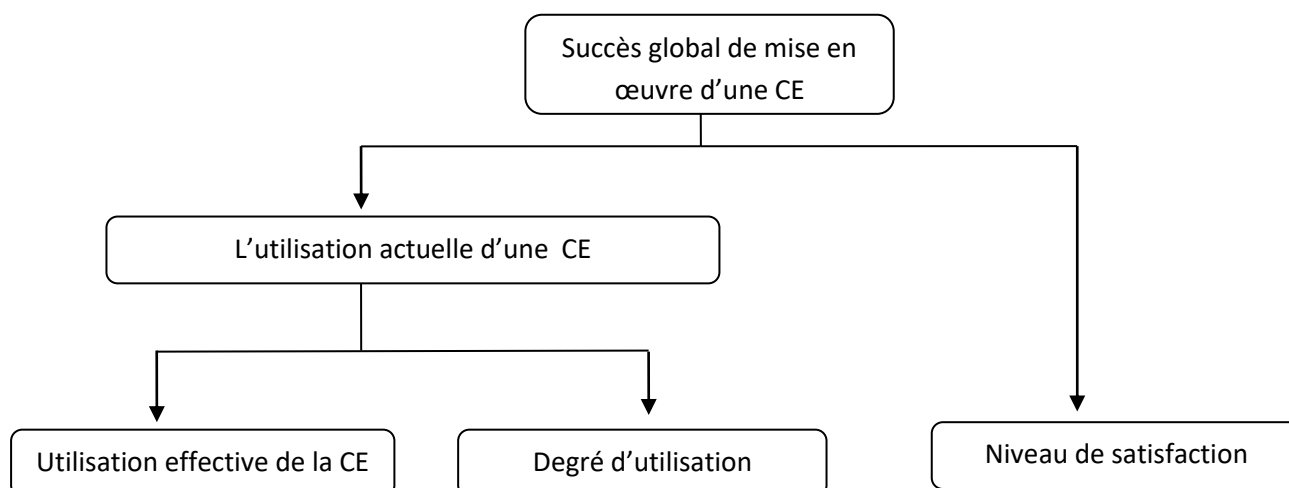 Succès global de mise en
œuvre d’une CE
L’utilisation actuelle d’une CE
Utilisation effective de la CE
Degré d’utilisation
Niveau de satisfaction